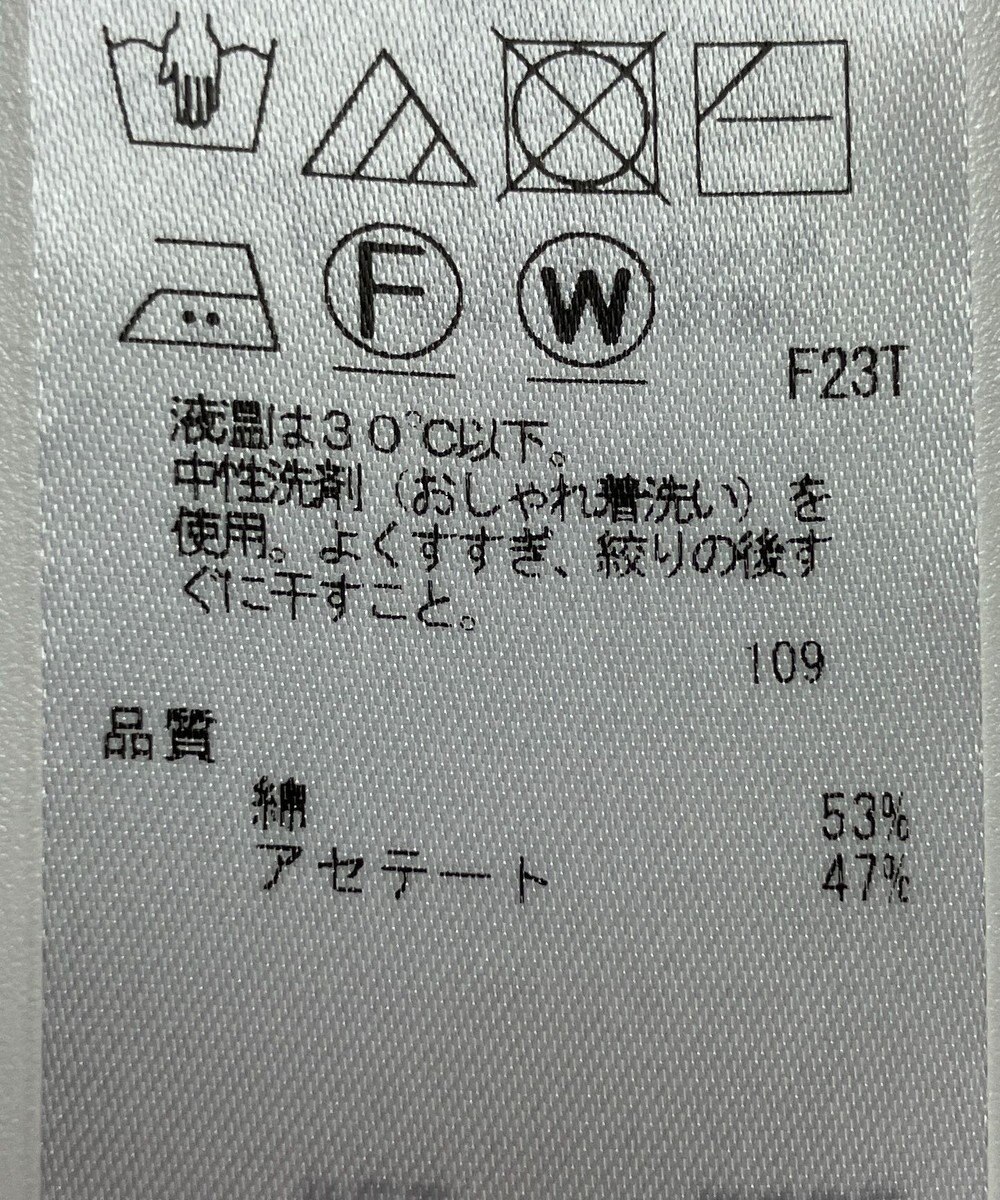 F W
F23T
液温は30℃以下。
中性洗剤（おしゃれ着洗い）を
使用。よくすすぎ、絞りの後す
ぐに干すこと。
109
品質
綿 53%
アセテート 47%